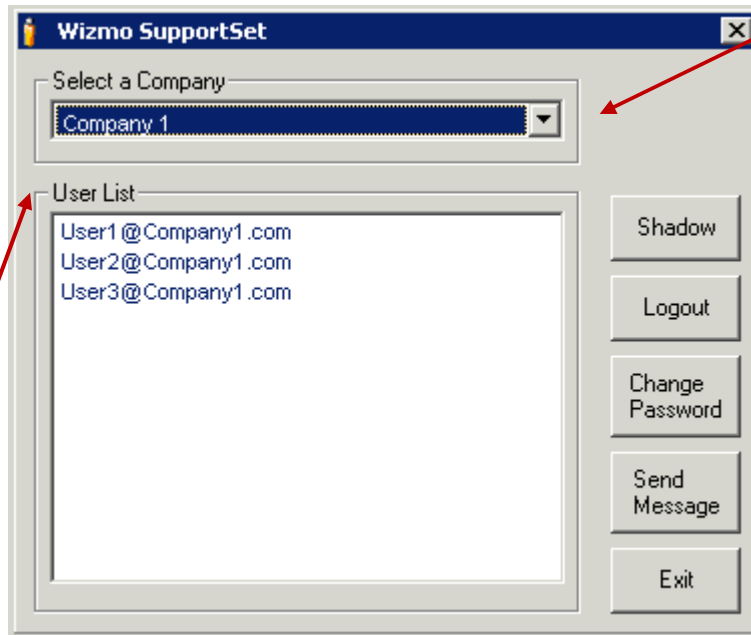 Wizmo SupportSet
Select a Company
Company 1
User List
User1@Company1.com
User2@Company1.com
User3@Company1.com
Shadow
Logout
Change
Password
Send
Message
Exit